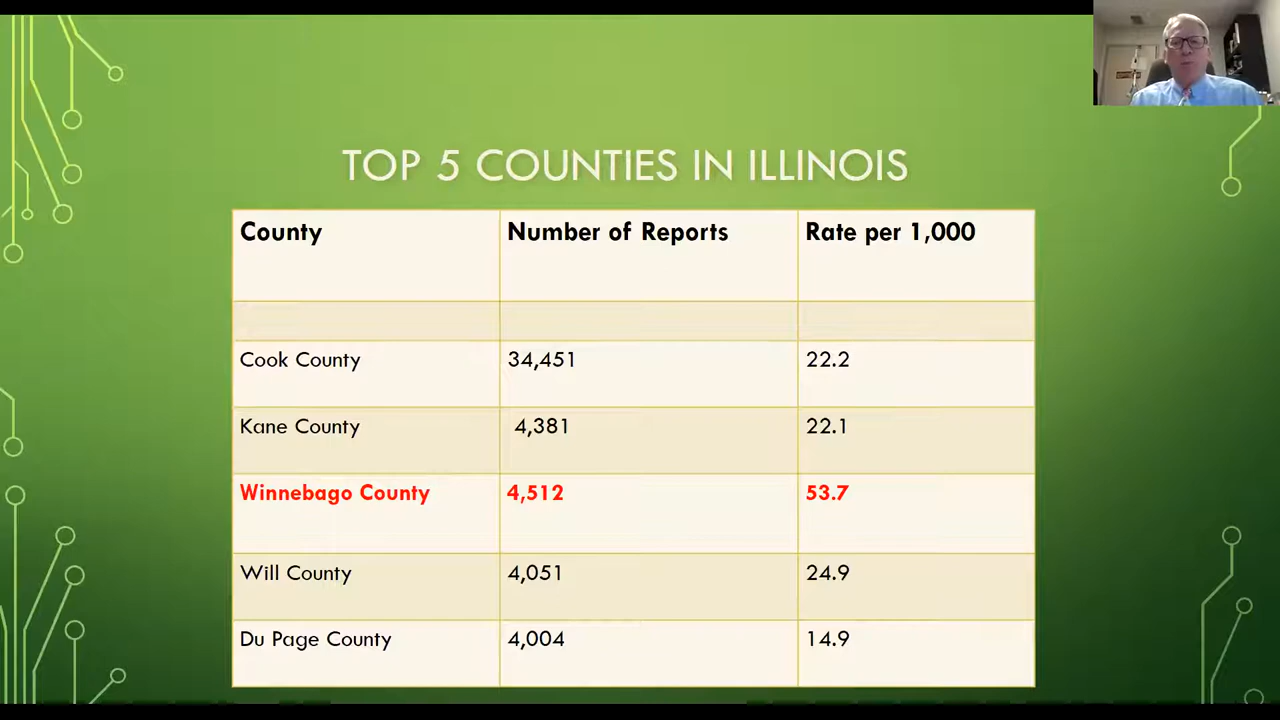 TOP 5 COUNTIES IN ILLINOIS
County Number of Reports Rate per 1,000
Cook County 34,451 22.2
Kane County 4,381 22.1
Winnebago County 4,512 53.7
Will County 4,051 24.9
Du Page County 4,004 14.9